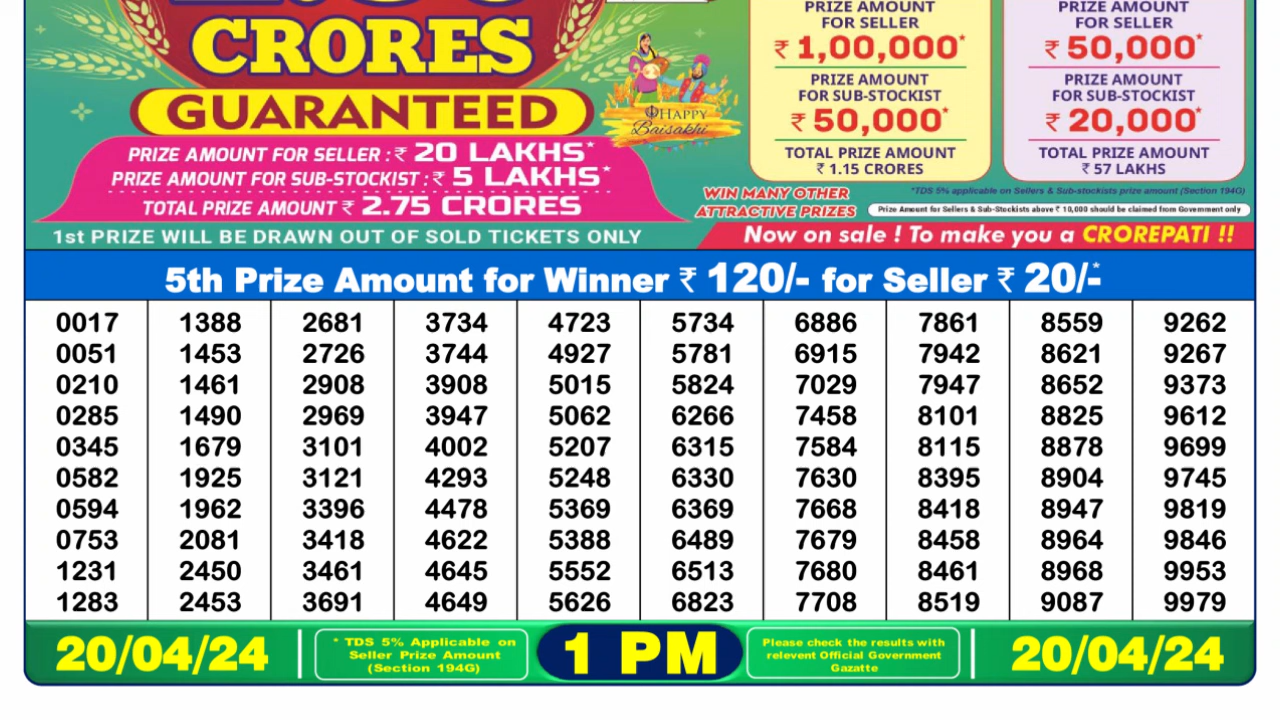 CRORES
GUARANTEED
PRIZE AMOUNT FOR SELLER : ₹ 20 LAKHS*
PRIZE AMOUNT FOR SUB-STOCKIST : ₹ 5 LAKHS*
TOTAL PRIZE AMOUNT ₹ 2.75 CRORES
1st PRIZE WILL BE DRAWN OUT OF SOLD TICKETS ONLY
HAPPY
Baisakhi
PRIZE AMOUNT
FOR SELLER
₹ 1,00,000*
PRIZE AMOUNT
FOR SUB-STOCKIST
₹ 50,000*
TOTAL PRIZE AMOUNT
₹ 1.15 CRORES
PRIZE AMOUNT
FOR SELLER
₹ 50,000*
PRIZE AMOUNT
FOR SUB-STOCKIST
₹ 20,000*
TOTAL PRIZE AMOUNT
₹ 57 LAKHS
WIN MANY OTHER
ATTRACTIVE PRIZES
*TDS 5% applicable on Sellers & Sub-stockists prize amount (Section 194G)
Prize Amount for Sellers & Sub-Stockists above ₹ 10,000 should be claimed from Government only
Now on sale ! To make you a CROREPATI !!
5th Prize Amount for Winner ₹ 120/- for Seller ₹ 20/-*
0017 1388 2681 3734 4723 5734 6886 7861 8559 9262
0051 1453 2726 3744 4927 5781 6915 7942 8621 9267
0210 1461 2908 3908 5015 5824 7029 7947 8652 9373
0285 1490 2969 3947 5062 6266 7458 8101 8825 9612
0345 1679 3101 4002 5207 6315 7584 8115 8878 9699
0582 1925 3121 4293 5248 6330 7630 8395 8904 9745
0594 1962 3396 4478 5369 6369 7668 8418 8947 9819
0753 2081 3418 4622 5388 6489 7679 8458 8964 9846
1231 2450 3461 4645 5552 6513 7680 8461 8968 9953
1283 2453 3691 4649 5626 6823 7708 8519 9087 9979
20/04/24
* TDS 5% Applicable on
Seller Prize Amount
(Section 194G)
1 PM
Please check the results with
relevent Official Government
Gazatte
20/04/24